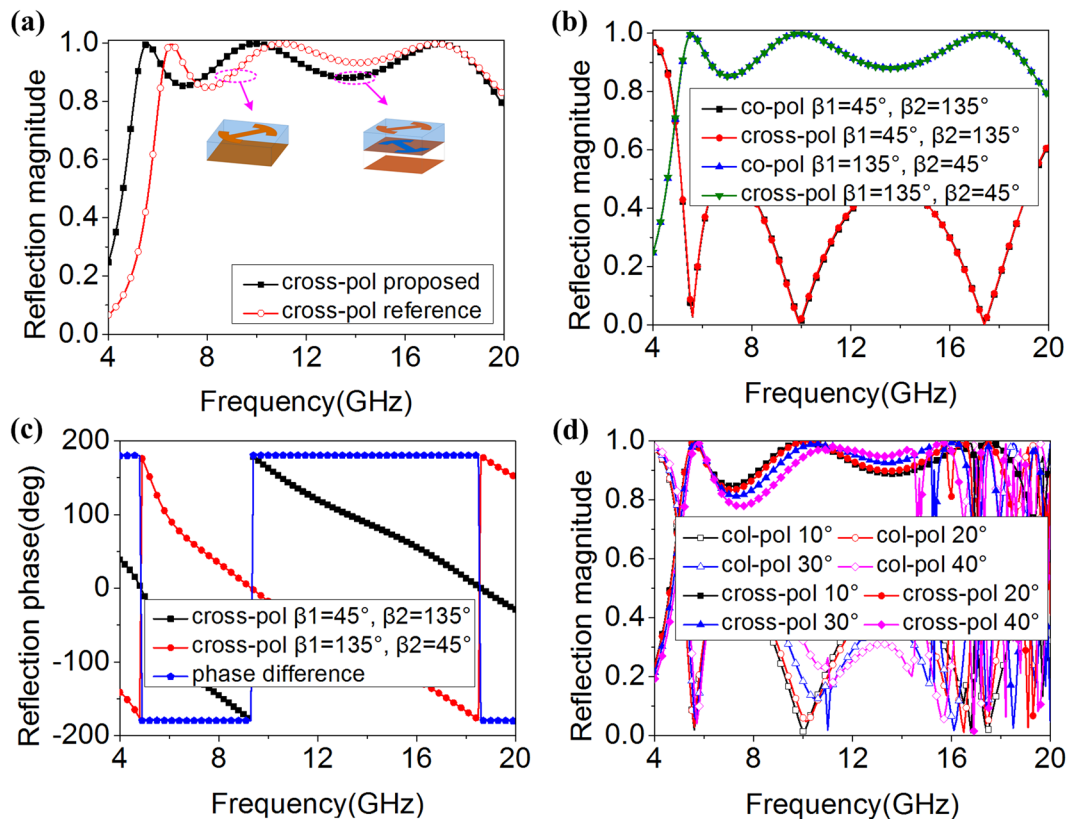 (a)
Reflection magnitude
1.0
0.8
0.6
0.4
0.2
0.0
cross-pol proposed
cross-pol reference
4 8 12 16 20
Frequency(GHz)
(b)
Reflection magnitude
1.0
0.8
0.6
0.4
0.2
0.0
co-pol β1=45°, β2=135°
cross-pol β1=45°, β2=135°
co-pol β1=135°, β2=45°
cross-pol β1=135°, β2=45°
4 8 12 16 20
Frequency(GHz)
(c)
Reflection phase(deg)
200
100
0
-100
-200
cross-pol β1=45°, β2=135°
cross-pol β1=135°, β2=45°
phase difference
4 8 12 16 20
Frequency(GHz)
(d)
Reflection magnitude
1.0
0.8
0.6
0.4
0.2
0.0
col-pol 10° col-pol 20°
col-pol 30° col-pol 40°
cross-pol 10° cross-pol 20°
cross-pol 30° cross-pol 40°
4 8 12 16 20
Frequency(GHz)